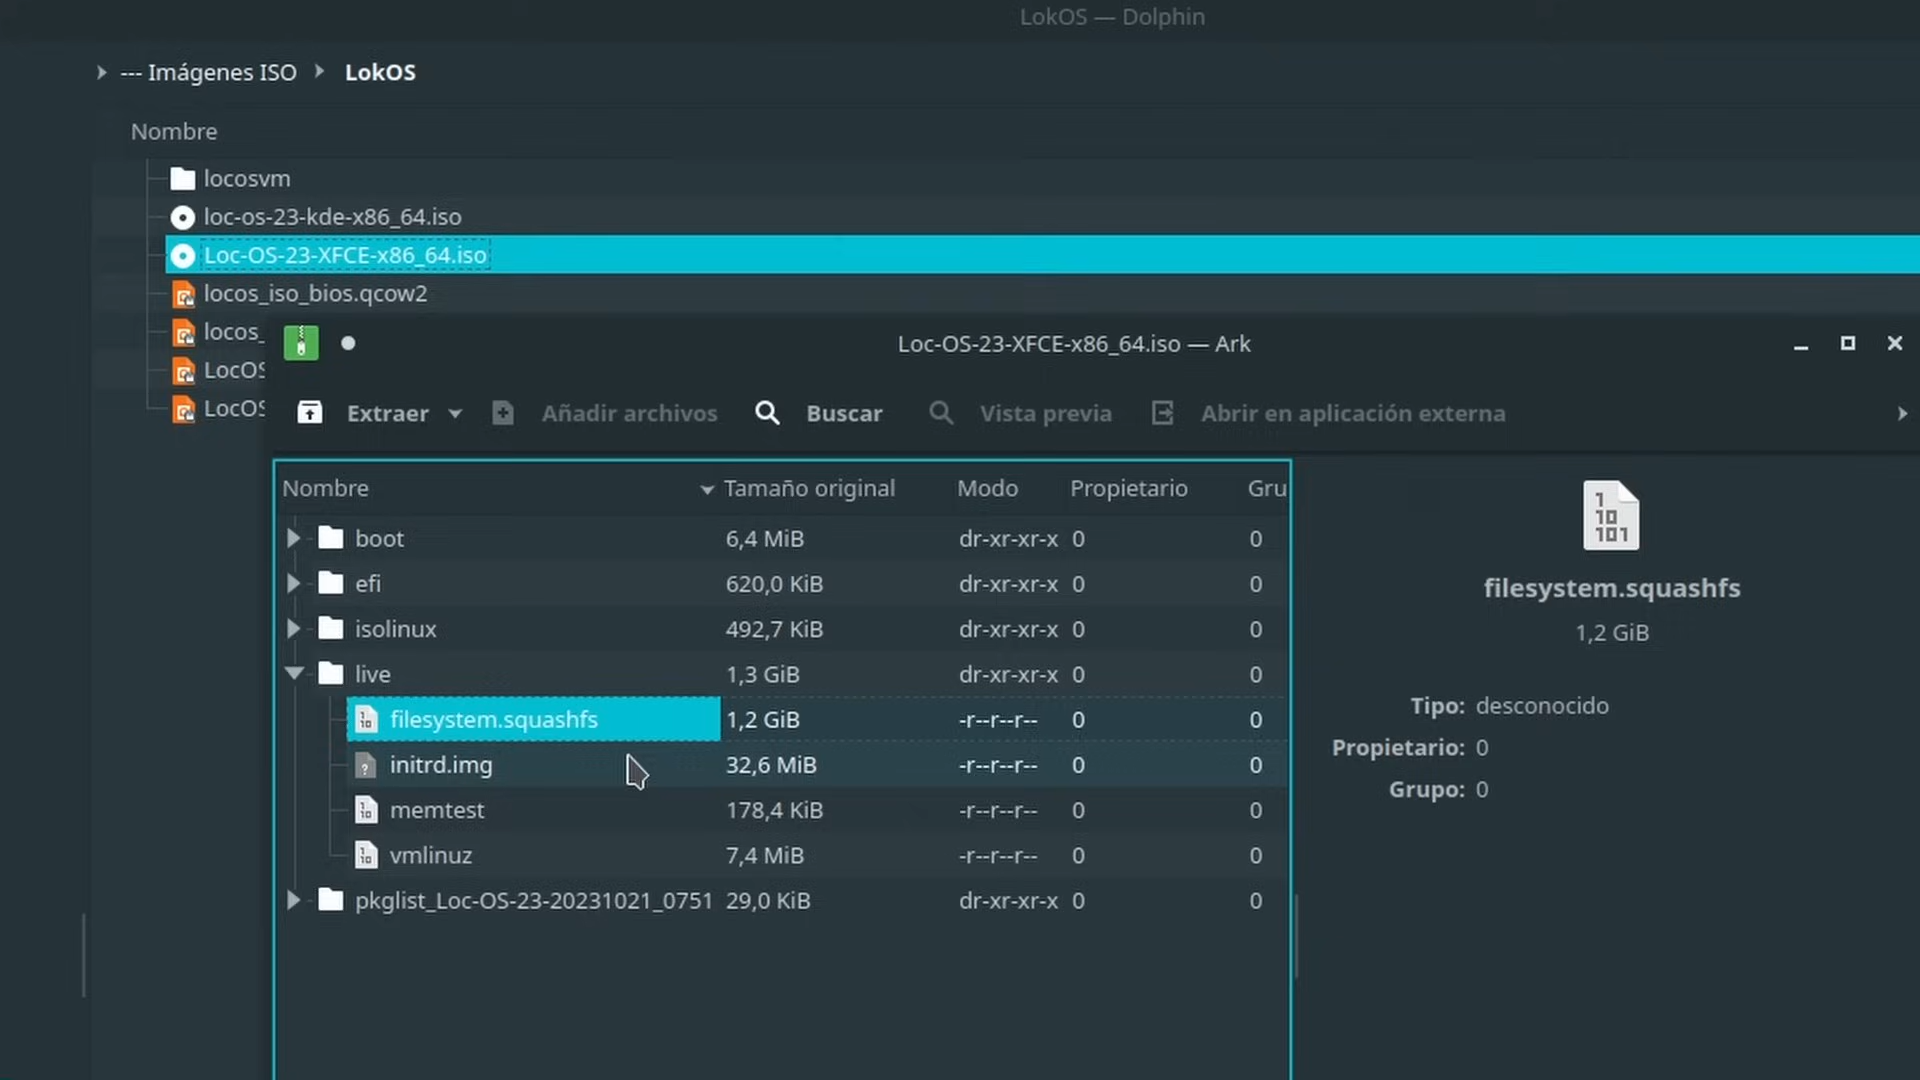 LokOS — Dolphin
--- Imágenes ISO LokOS
Nombre
locosvm
loc-os-23-kde-x86_64.iso
Loc-OS-23-XFCE-x86_64.iso
locos_iso_bios.qcow2
locos_
LocOS
LocOS
Loc-OS-23-XFCE-x86_64.iso — Ark
Extraer Añadir archivos Buscar Vista previa Abrir en aplicación externa
Nombre Tamaño original Modo Propietario Gru
boot 6,4 MiB dr-xr-xr-x 0 0
efi 620,0 KiB dr-xr-xr-x 0 0
isolinux 492,7 KiB dr-xr-xr-x 0 0
live 1,3 GiB dr-xr-xr-x 0 0
filesystem.squashfs 1,2 GiB -r--r--r-- 0 0
initrd.img 32,6 MiB -r--r--r-- 0 0
memtest 178,4 KiB -r--r--r-- 0 0
vmlinuz 7,4 MiB -r--r--r-- 0 0
pkglist_Loc-OS-23-20231021_0751 29,0 KiB dr-xr-xr-x 0 0
filesystem.squashfs
1,2 GiB
Tipo: desconocido
Propietario: 0
Grupo: 0